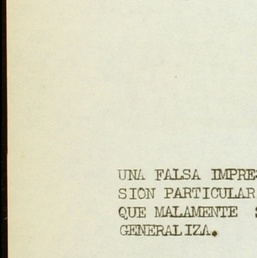 UNA FALSA IMPRE
SION PARTICULAR
QUE MALAMENTE
GENERALIZA.